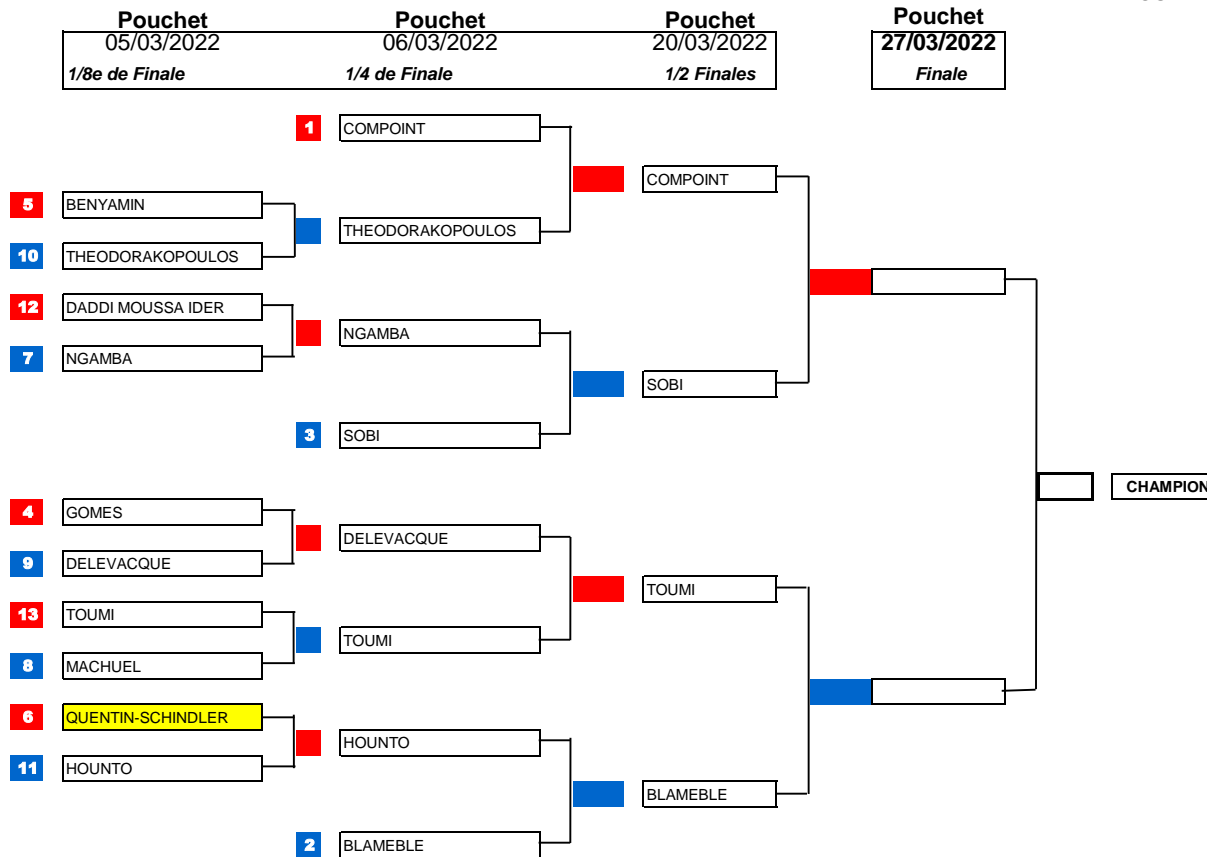 Pouchet
05/03/2022
1/8e de Finale
Pouchet
06/03/2022
1/4 de Finale
Pouchet
20/03/2022
1/2 Finales
Pouchet
27/03/2022
Finale
1 COMPOINT
COMPOINT
5 BENYAMIN
THEODORAKOPOULOS
10 THEODORAKOPOULOS
12 DADDI MOUSSA IDER
NGAMBA
7 NGAMBA
SOBI
3 SOBI
CHAMPION
4 GOMES
DELEVACQUE
9 DELEVACQUE
TOUMI
13 TOUMI
TOUMI
8 MACHUEL
6 QUENTIN-SCHINDLER
HOUNTO
11 HOUNTO
BLAMEBLE
2 BLAMEBLE